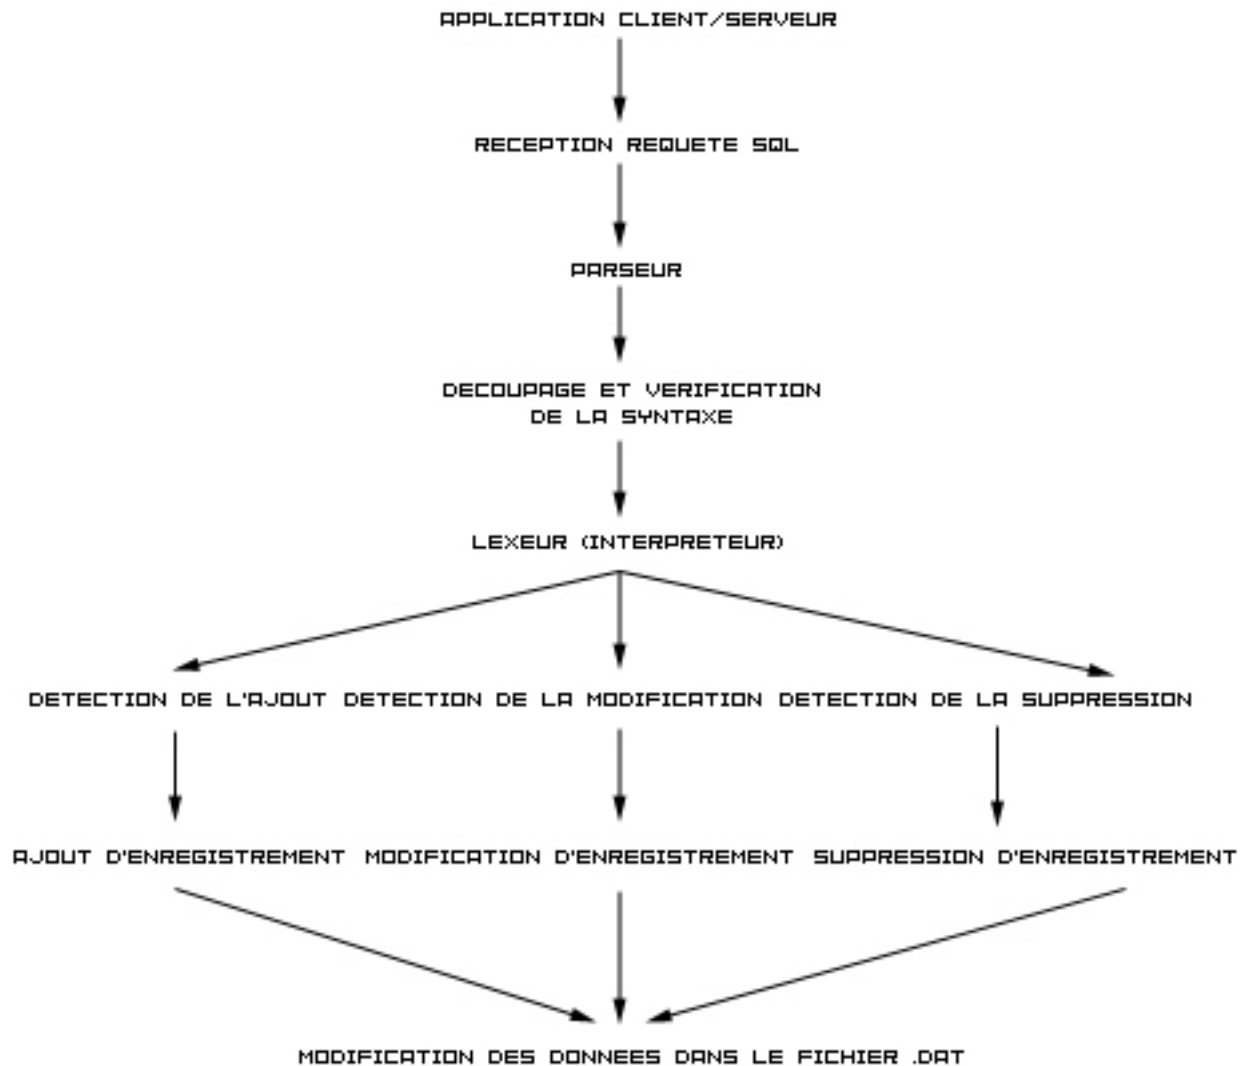 APPLICATION CLIENT/SERVEUR
RECEPTION REQUETE SQL
PARSEUR
DECOUPAGE ET VERIFICATION
DE LA SYNTAXE
LEXEUR (INTERPRETEUR)
DETECTION DE L'AJOUT
DETECTION DE LA MODIFICATION
DETECTION DE LA SUPPRESSION
AJOUT D'ENREGISTREMENT
MODIFICATION D'ENREGISTREMENT
SUPPRESSION D'ENREGISTREMENT
MODIFICATION DES DONNEES DANS LE FICHIER .DAT